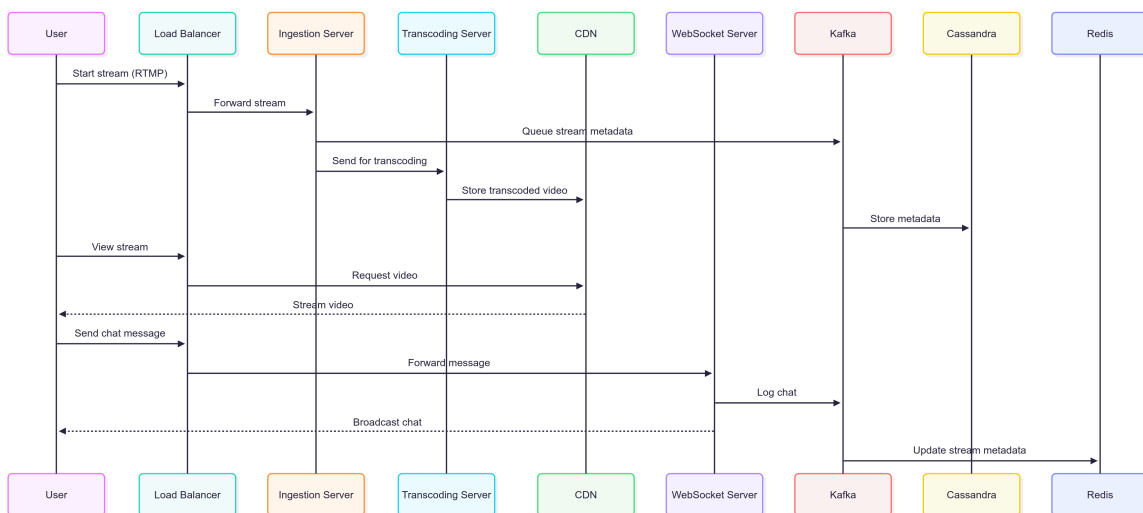 User
Load Balancer
Ingestion Server
Transcoding Server
CDN
WebSocket Server
Kafka
Cassandra
Redis
Start stream (RTMP)
Forward stream
Queue stream metadata
Send for transcoding
Store transcoded video
Store metadata
View stream
Request video
Stream video
Send chat message
Forward message
Log chat
Broadcast chat
Update stream metadata
User
Load Balancer
Ingestion Server
Transcoding Server
CDN
WebSocket Server
Kafka
Cassandra
Redis